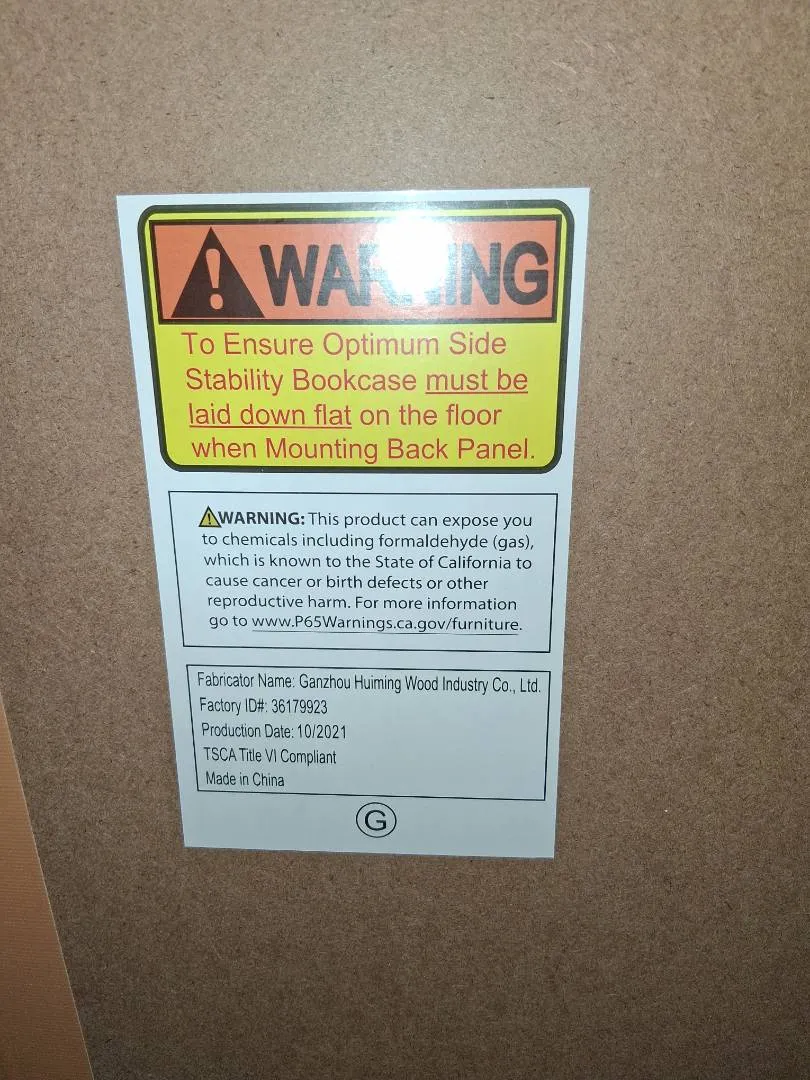 WARNING
To Ensure Optimum Side
Stability Bookcase must be
laid down flat on the floor
when Mounting Back Panel.
WARNING: This product can expose you
to chemicals including formaldehyde (gas),
which is known to the State of California to
cause cancer or birth defects or other
reproductive harm. For more information
go to www.P65Warnings.ca.gov/furniture.
Fabricator Name: Ganzhou Huiming Wood Industry Co., Ltd.
Factory ID#: 36179923
Production Date: 10/2021
TSCA Title VI Compliant
Made in China
G